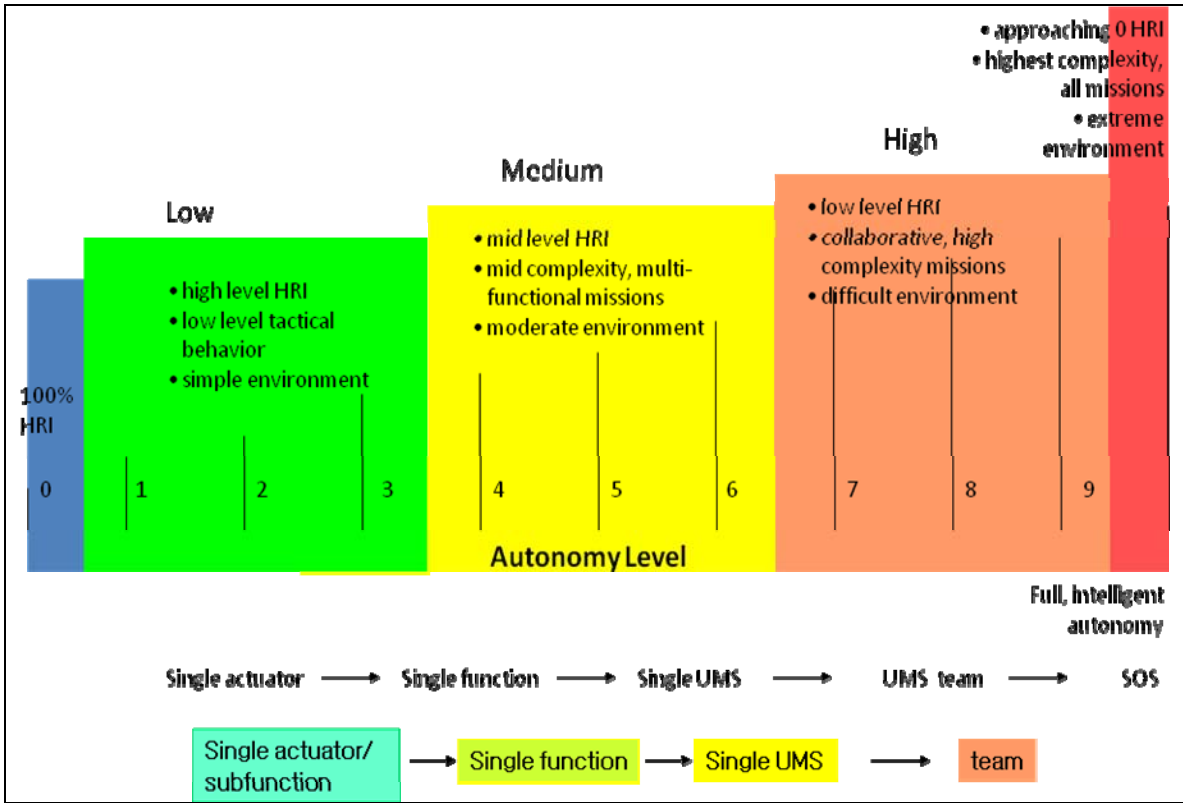 • approaching 0 HRI
• highest complexity,
all missions
• extreme
environment
High
Medium
Low
• low level HRI
• collaborative, high
complexity missions
• difficult environment
• mid level HRI
• mid complexity, multi-
functional missions
• moderate environment
• high level HRI
• low level tactical
behavior
• simple environment
100%
HRI
0 1 2 3 4 5 6 7 8 9
Autonomy Level
Full, intelligent
autonomy
Single actuator Single function Single UMS UMS team SOS
Single actuator/
subfunction
Single function
Single UMS
team